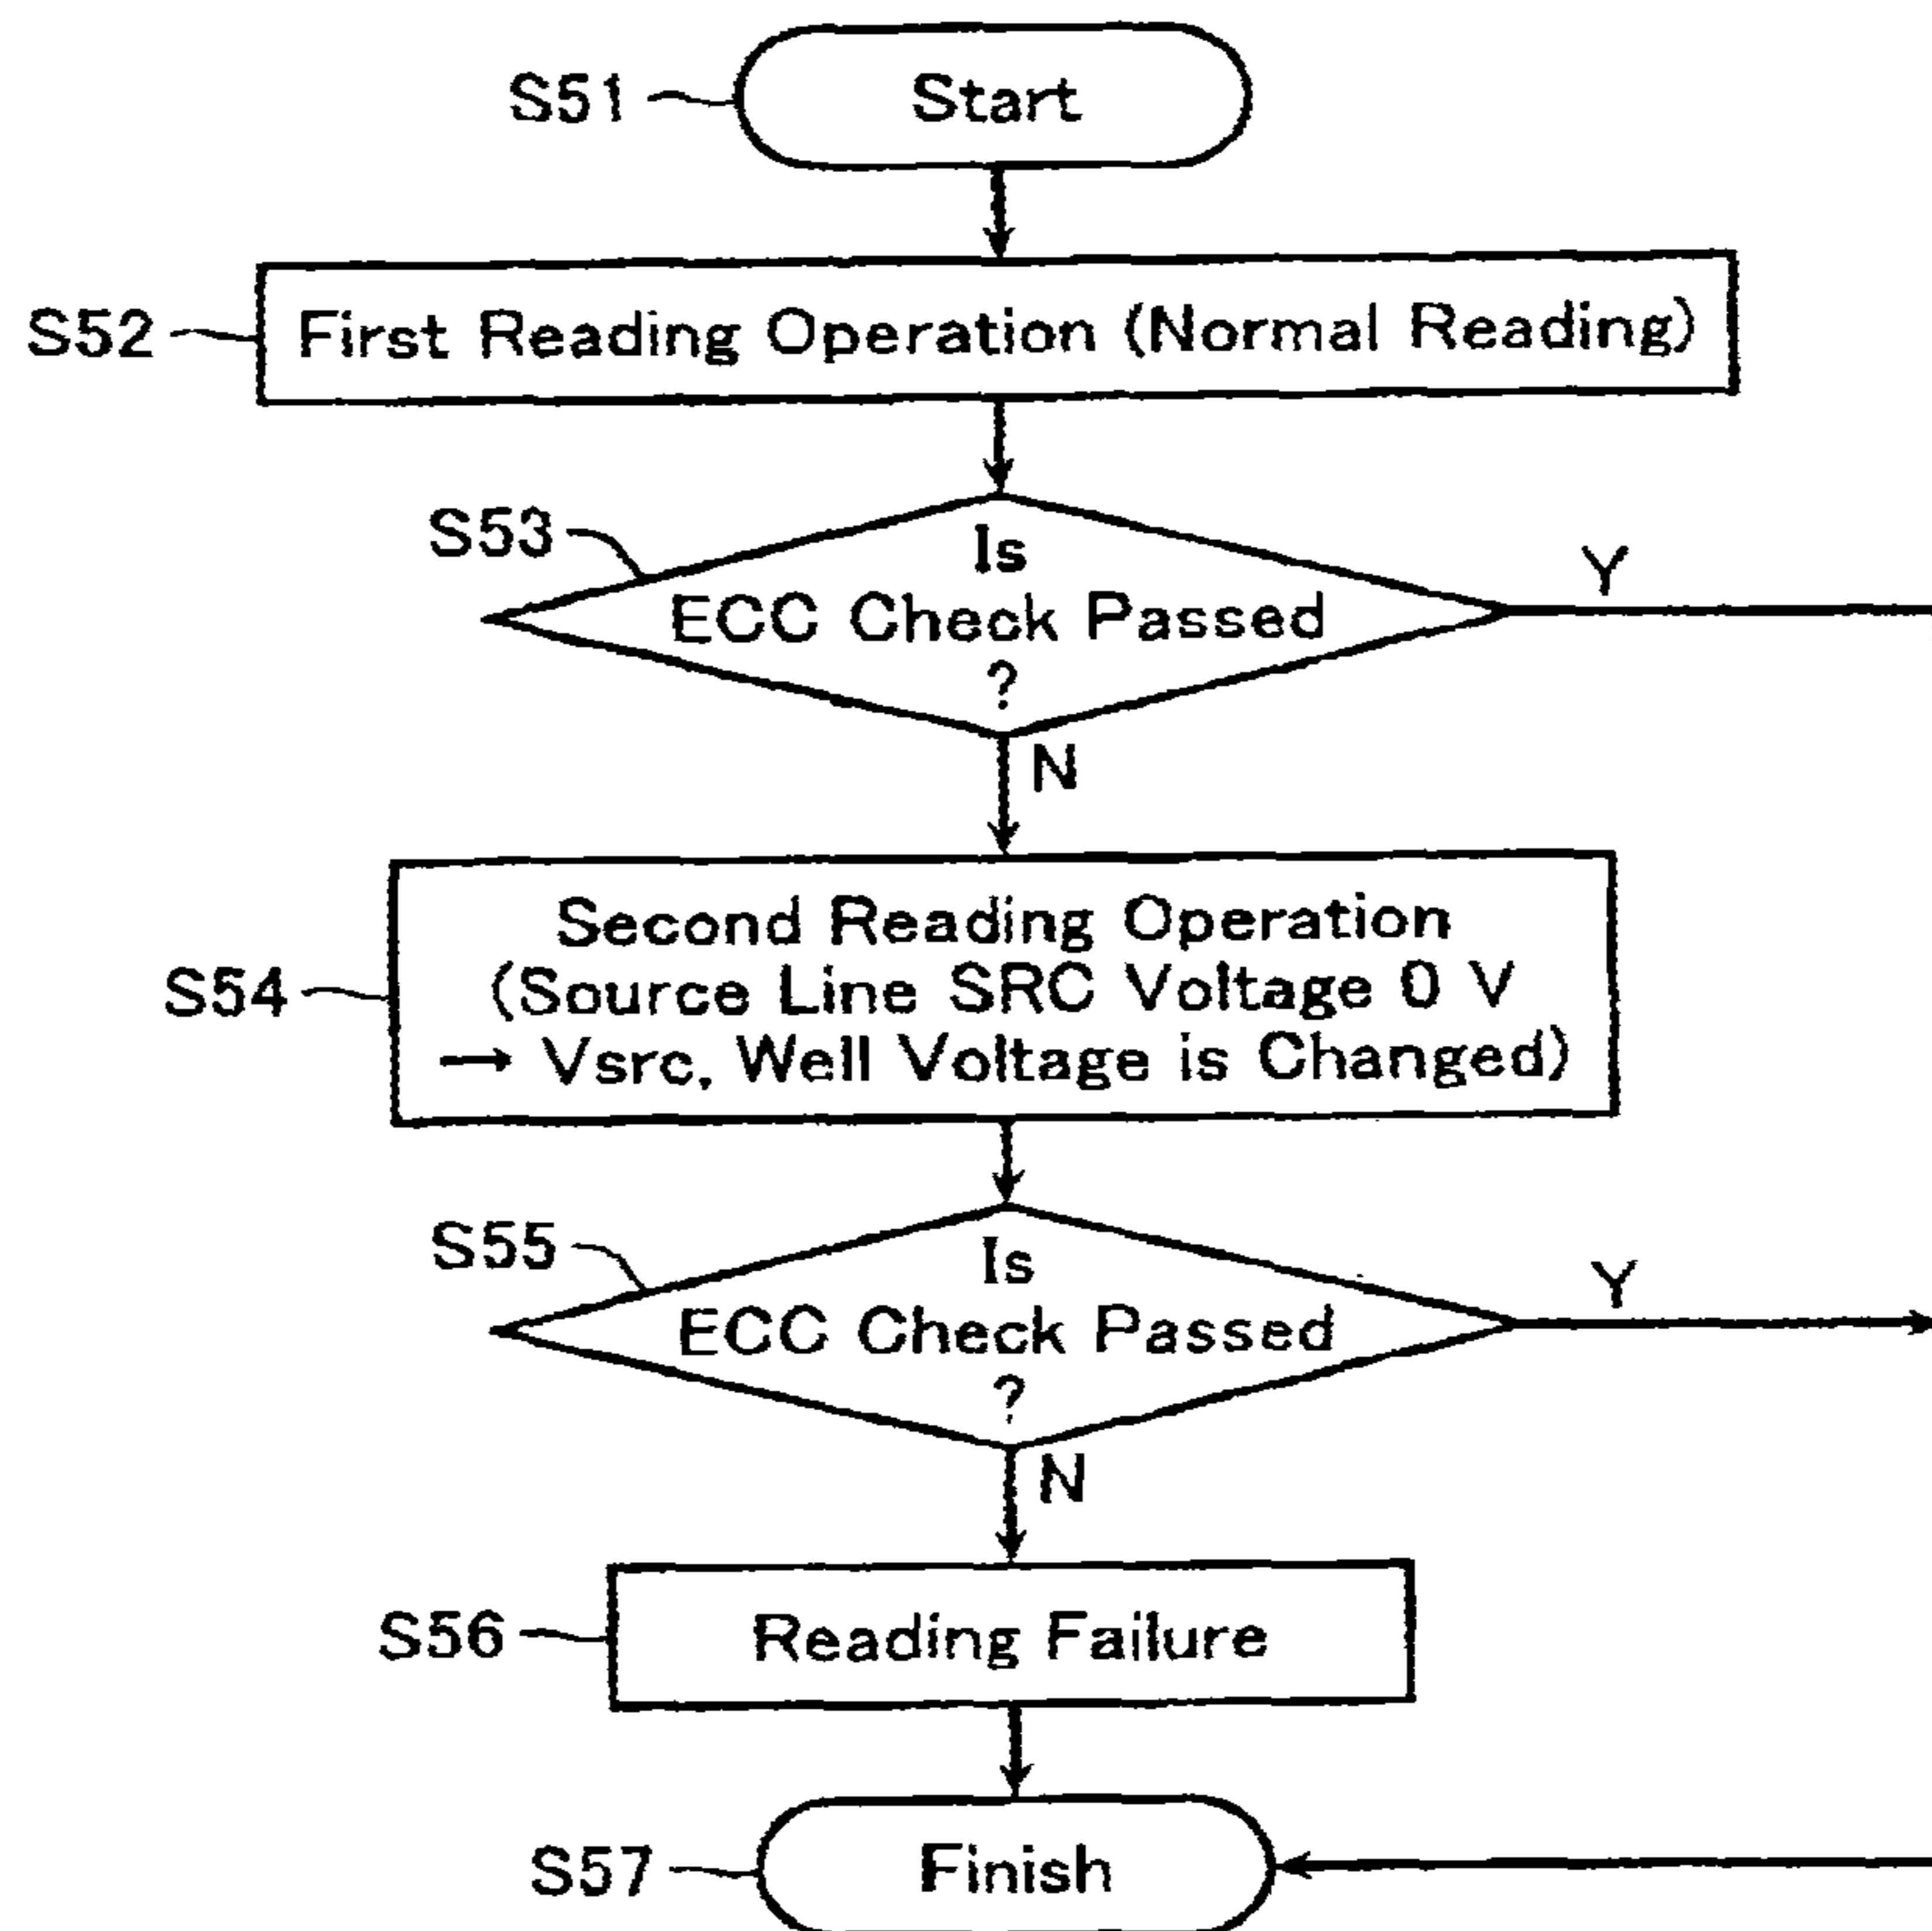 S51
Start
S52
First Reading Operation (Normal Reading)
S53
Is
ECC Check Passed
?
Y
N
S54
Second Reading Operation
(Source Line SRC Voltage 0 V
→ Vsrc, Well Voltage is Changed)
S55
Is
ECC Check Passed
?
Y
N
S56
Reading Failure
S57
Finish